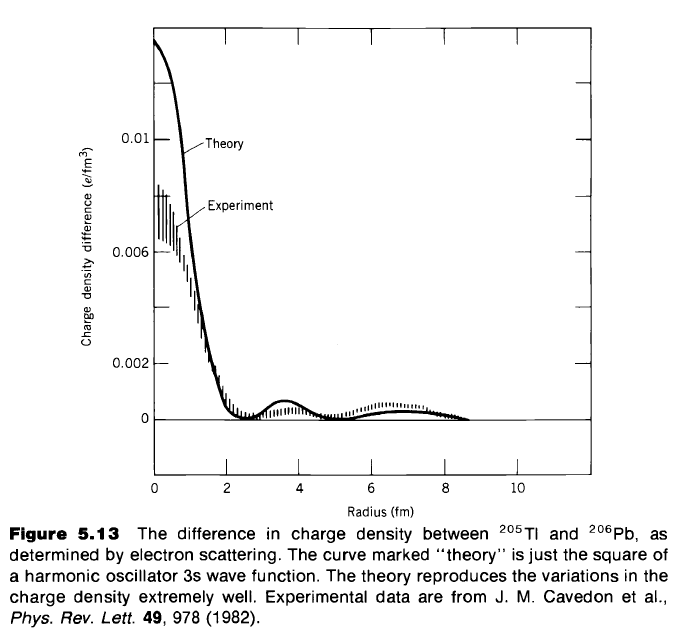 Charge density difference (e/fm³)
0.01
0.006
0.002
0
Theory
Experiment
0 2 4 6 8 10
Radius (fm)
Figure 5.13 The difference in charge density between ²⁰⁵Tl and ²⁰⁶Pb, as
determined by electron scattering. The curve marked "theory" is just the square of
a harmonic oscillator 3s wave function. The theory reproduces the variations in the
charge density extremely well. Experimental data are from J. M. Cavedon et al.,
Phys. Rev. Lett. 49, 978 (1982).